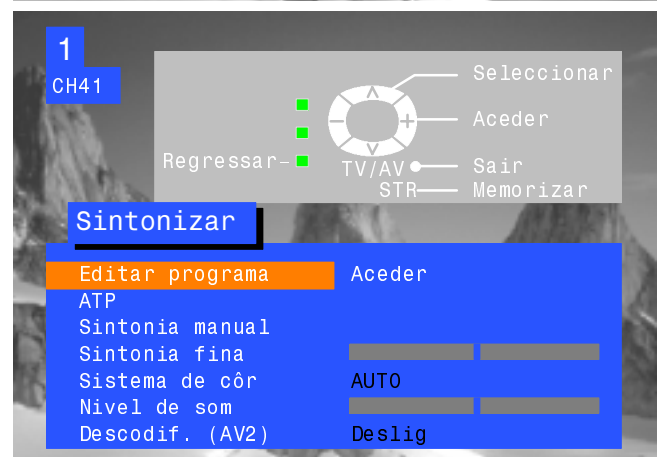 1
CH41
Seleccionar
Aceder
Regressar
TV/AV
Sair
STR
Memorizar
Sintonizar
Editar programa Aceder
ATP
Sintonia manual
Sintonia fina
Sistema de côr AUTO
Nivel de som
Descodif. (AV2) Deslig